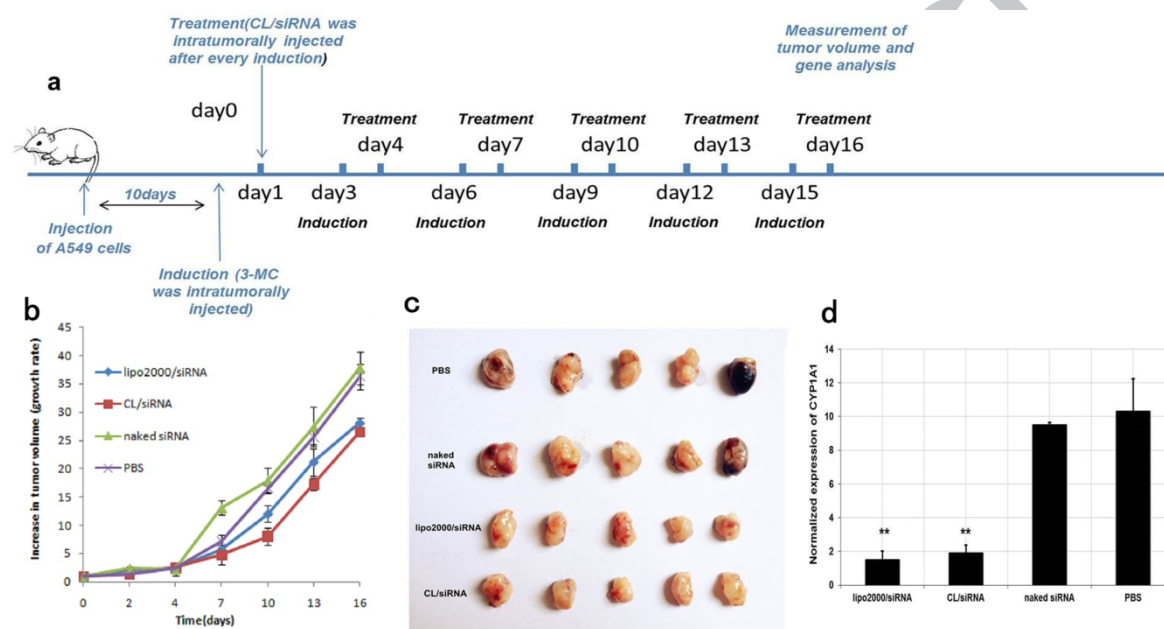 Treatment(CL/siRNA was
intratumorally injected
after every induction)
Measurement of
tumor volume and
gene analysis
a
day0
Treatment Treatment Treatment Treatment Treatment
day4 day7 day10 day13 day16
10days
day1 day3 day6 day9 day12 day15
Induction Induction Induction Induction Induction
Injection
of A549 cells
Induction (3-MC
was intratumorally
injected)
b
Increase in tumor volume (growth rate)
45
40
35
30
25
20
15
10
5
0
lipo2000/siRNA
CL/siRNA
naked siRNA
PBS
0 2 4 7 10 13 16
Time(days)
c
PBS
naked
siRNA
lipo2000/siRNA
CL/siRNA
d
Normalized expression of CYP1A1
14
12
10
8
6
4
2
0
** **
lipo2000/siRNA CL/siRNA naked siRNA PBS